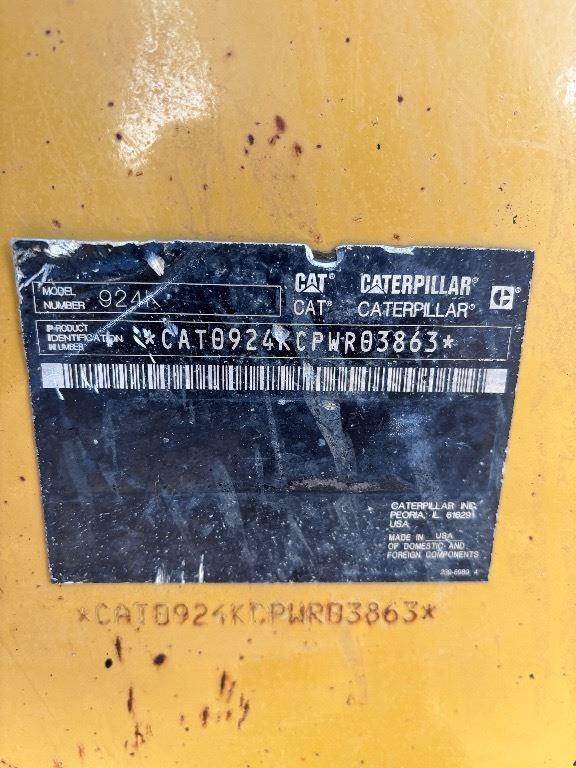 CAT® CATERPILLAR®
MODEL NUMBER 924K
CAT® CATERPILLAR®
PRODUCT IDENTIFICATION NUMBER *CAT0924KCPWR03863*
CATERPILLAR INC.
PEORIA, IL 61629
USA
MADE IN USA
OF DOMESTIC AND
FOREIGN COMPONENTS
*CAT0924KCPWR03863*